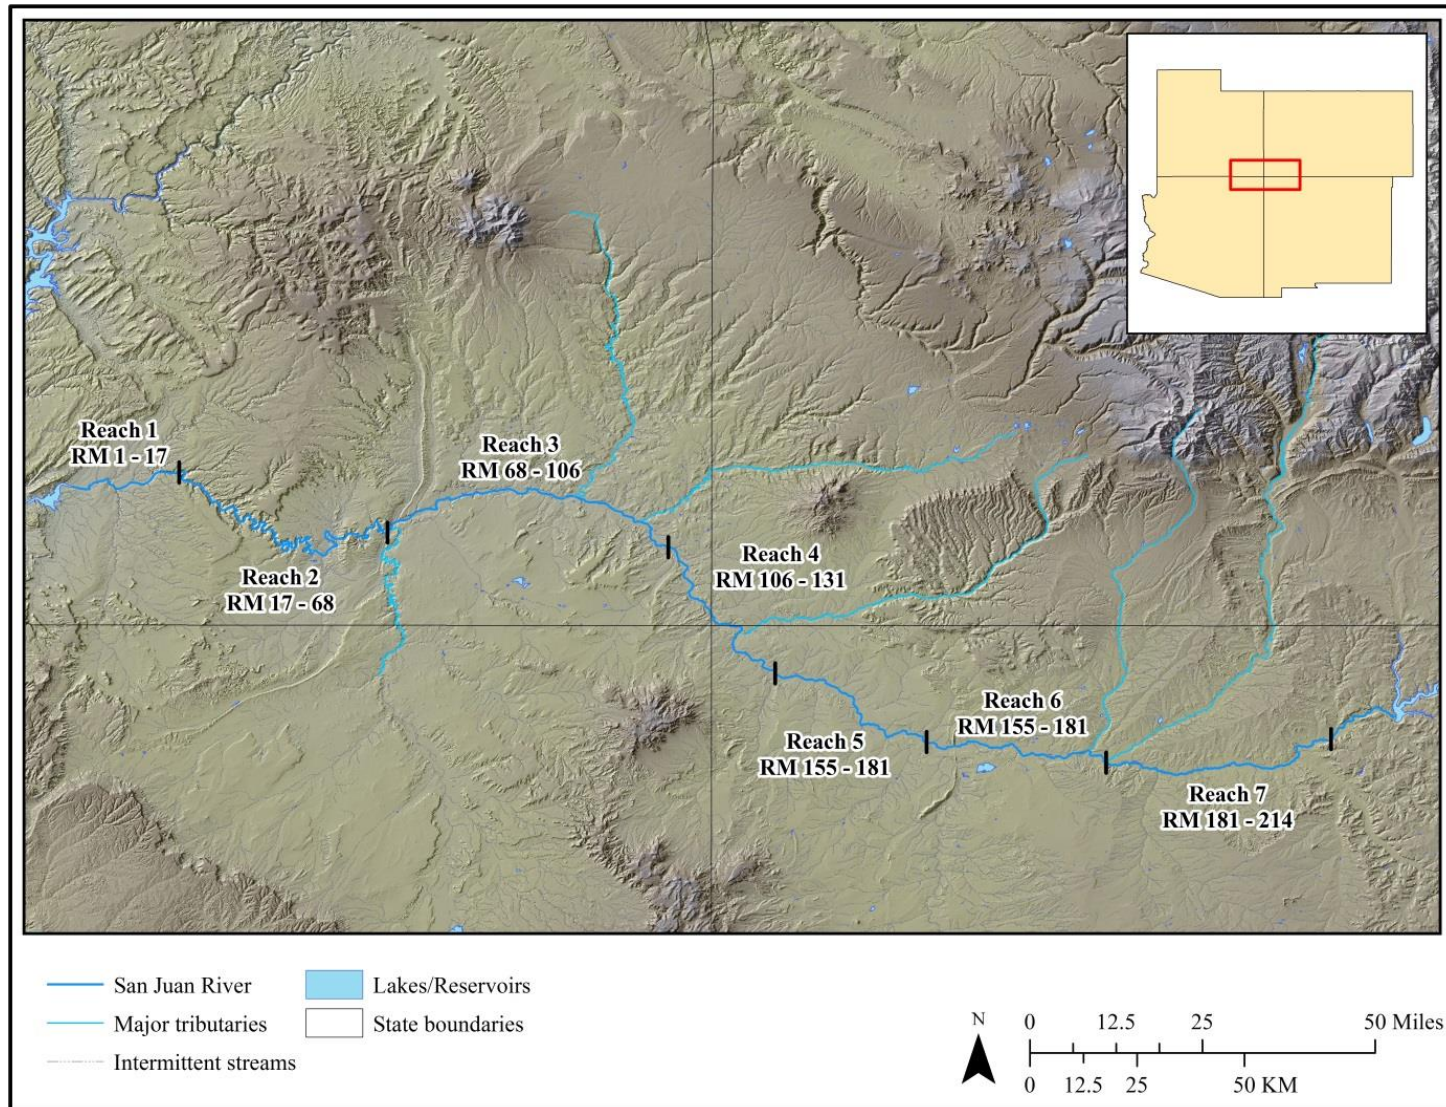 Reach 1
RM 1 - 17
Reach 2
RM 17 - 68
Reach 3
RM 68 - 106
Reach 4
RM 106 - 131
Reach 5
RM 155 - 181
Reach 6
RM 155 - 181
Reach 7
RM 181 - 214
San Juan River
Major tributaries
Intermittent streams
Lakes/Reservoirs
State boundaries
N
0 12.5 25 50 Miles
0 12.5 25 50 KM